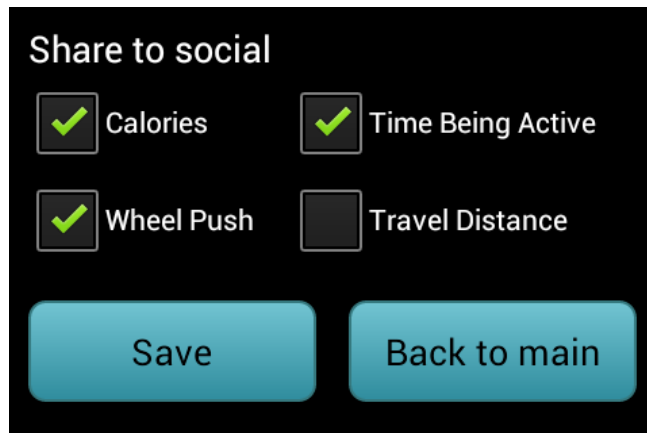 Share to social
Calories
Time Being Active
Wheel Push
Travel Distance
Save
Back to main